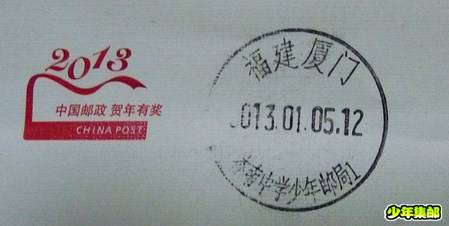 2013
中国邮政 贺年有奖
CHINA POST
福建厦门
2013.01.05.12
中学少年邮局1
少年集邮